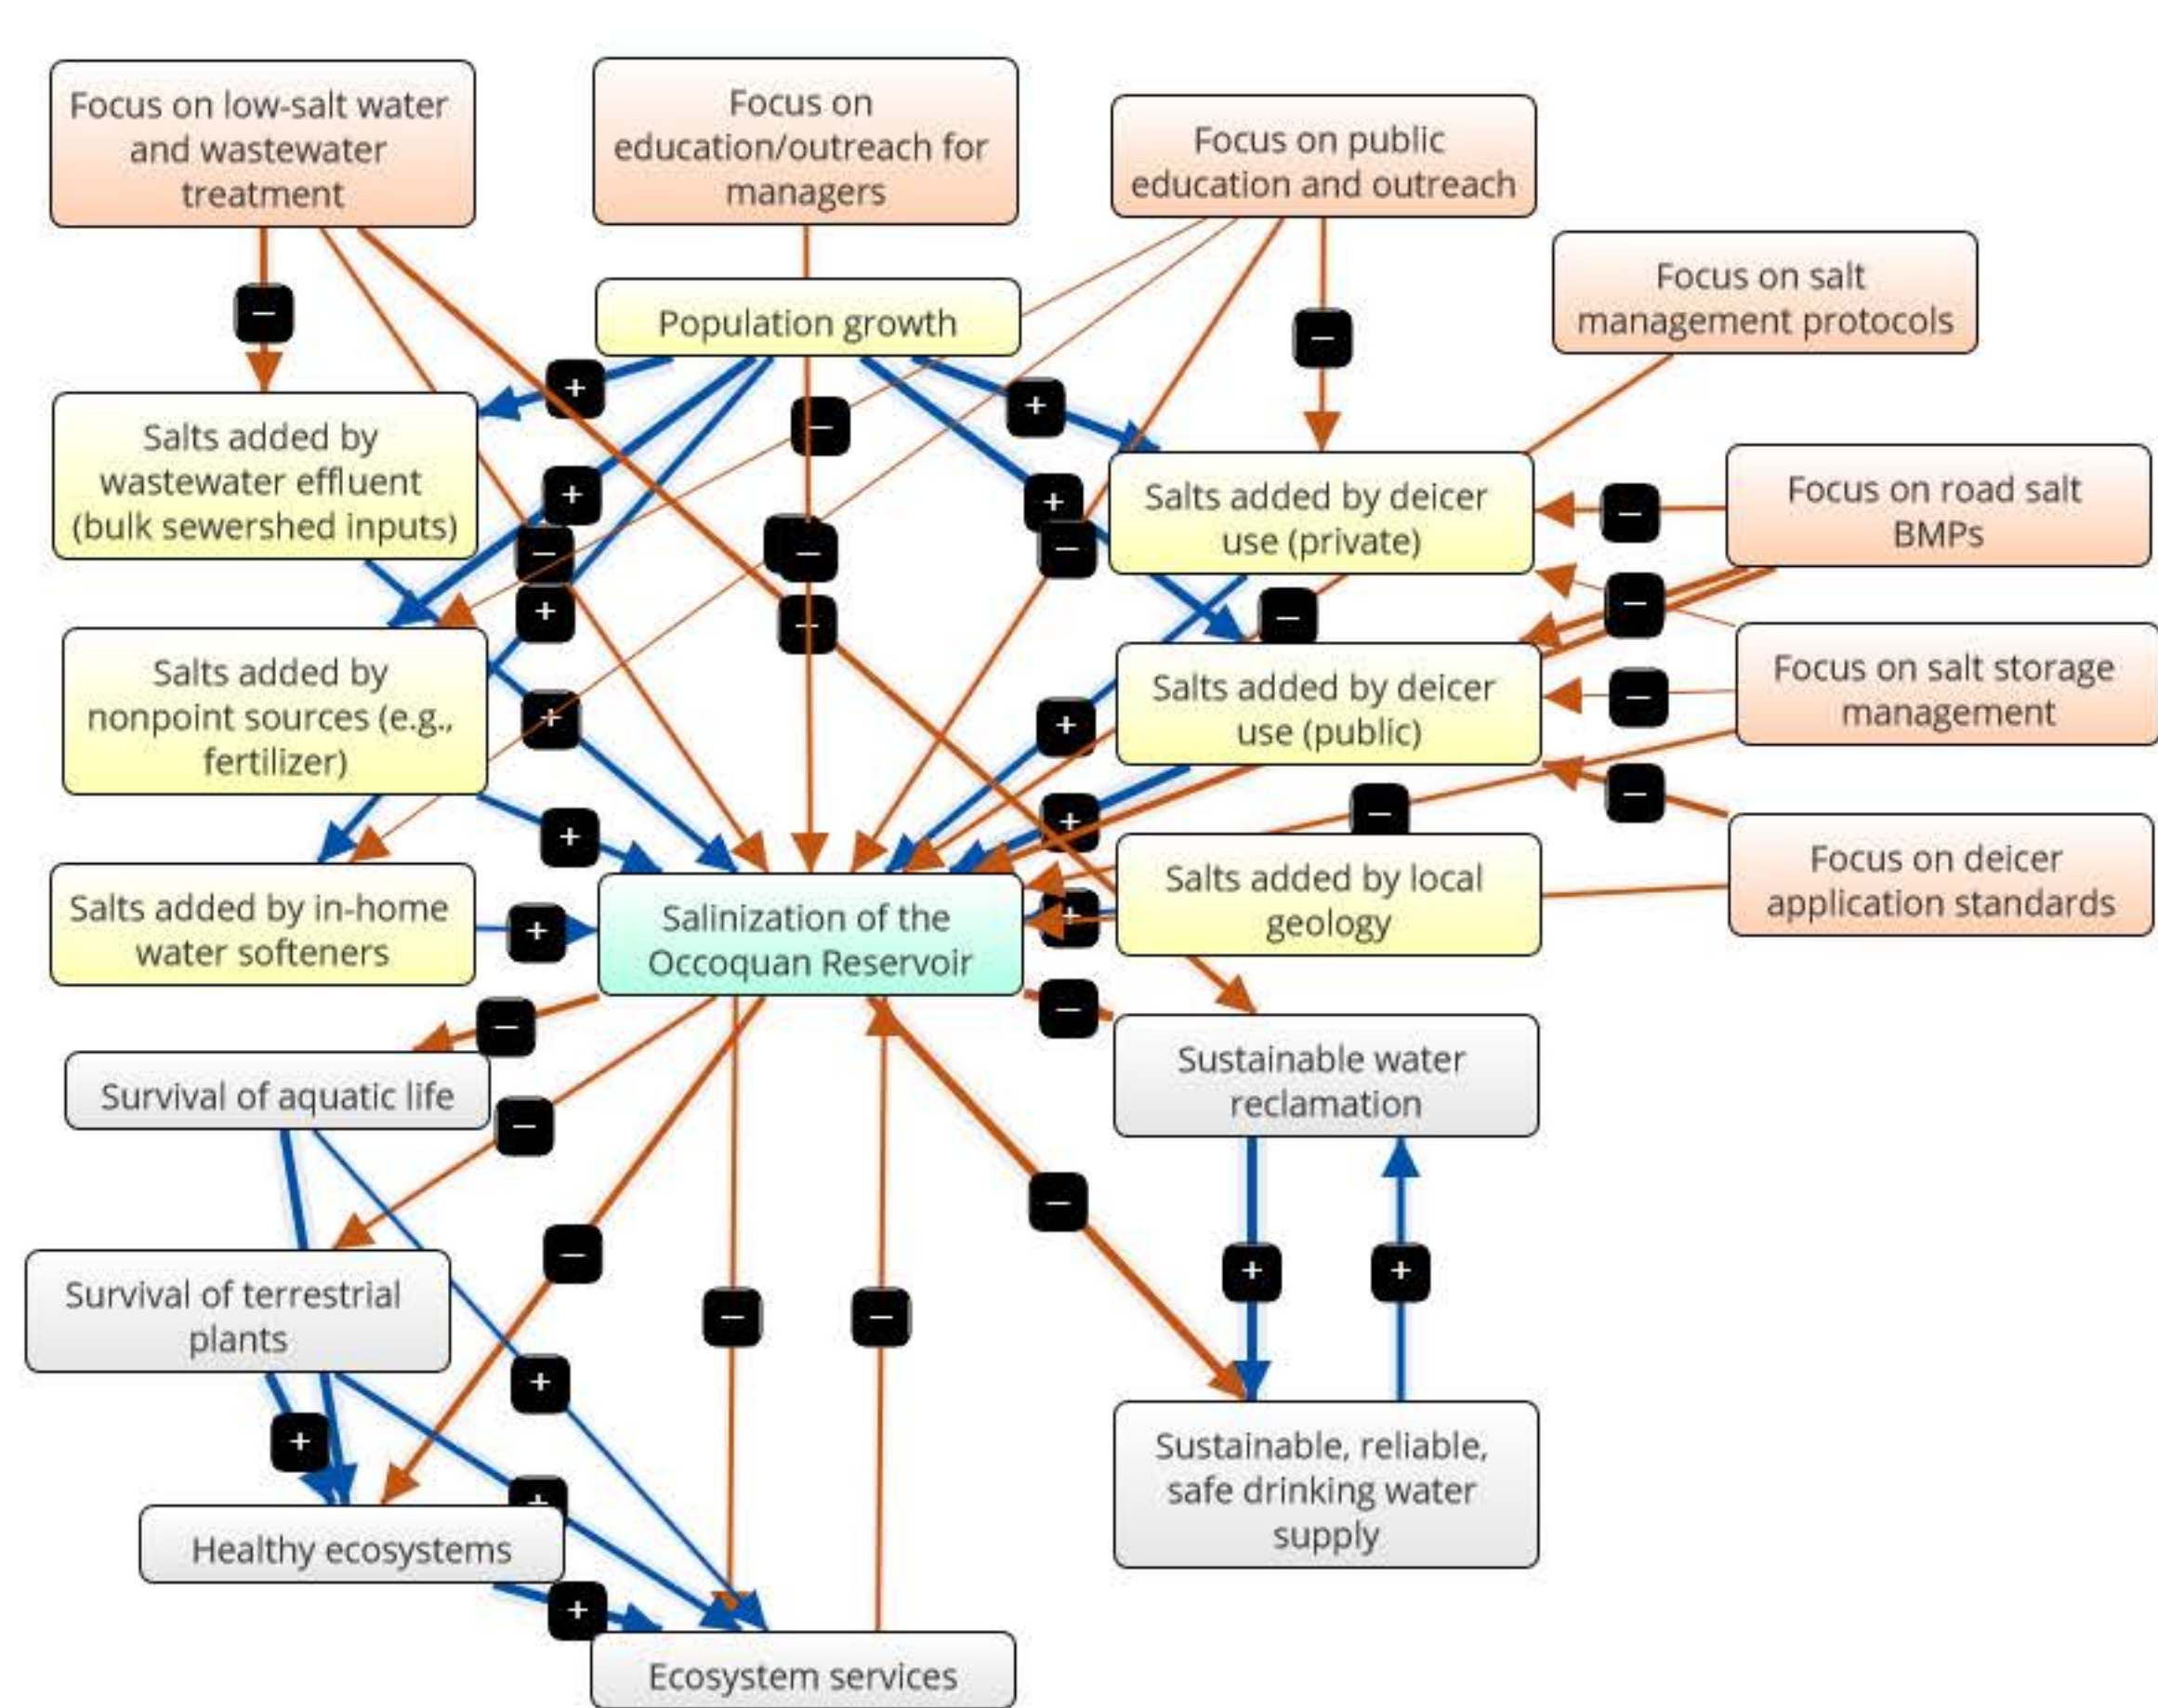 Focus on low-salt water
and wastewater
treatment
Focus on
education/outreach for
managers
Focus on public
education and outreach
Focus on salt
management protocols
Population growth
Salts added by
wastewater effluent
(bulk sewershed inputs)
Salts added by deicer
use (private)
Focus on road salt
BMPs
Salts added by
nonpoint sources (e.g.,
fertilizer)
Salts added by deicer
use (public)
Focus on salt storage
management
Salts added by in-home
water softeners
Salinization of the
Occoquan Reservoir
Salts added by local
geology
Focus on deicer
application standards
Survival of aquatic life
Sustainable water
reclamation
Survival of terrestrial
plants
Healthy ecosystems
Sustainable, reliable,
safe drinking water
supply
Ecosystem services